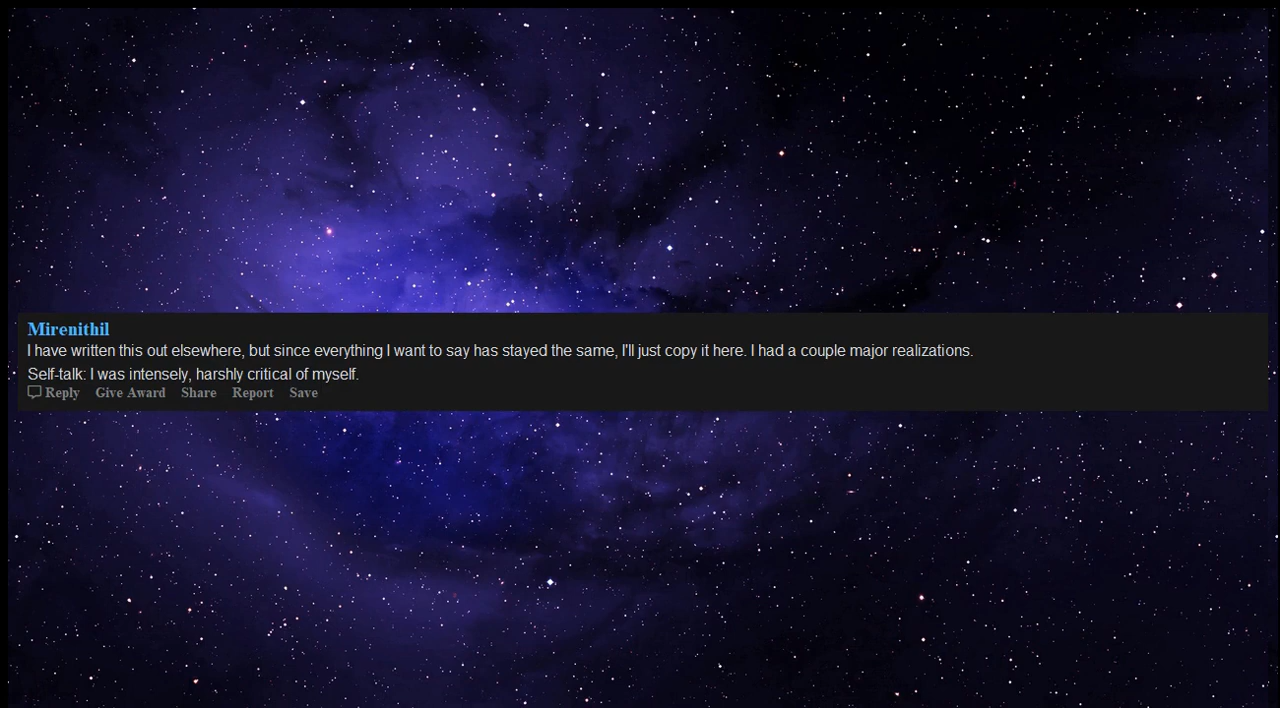 Mirenithil
I have written this out elsewhere, but since everything I want to say has stayed the same, I'll just copy it here. I had a couple major realizations.
Self-talk: I was intensely, harshly critical of myself.
Reply Give Award Share Report Save